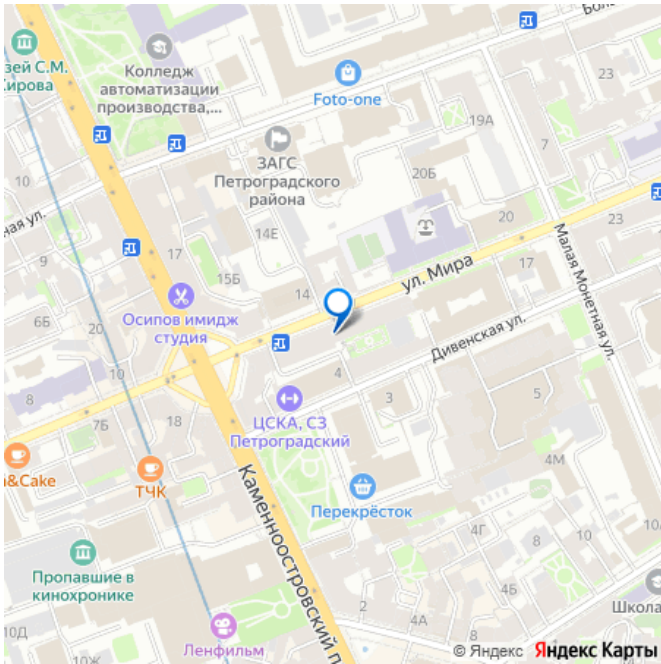 Бол
зей С.М.
Кирова
Колледж
автоматизации
производства,...
Foto-one
23
19А
ЗАГС
Петроградского
района
10
20Б
ная ул.
14Е
20
23
9
17
15Б
ул. Мира
17
Малая Монетная ул.
14
6Б
20
Осипов имидж
студия
Дивенская ул.
8
4
3
5
7Б
18
ЦСКА, СЗ
Петроградский
4М
n&Cake
ТЧК
Каменноостровский п
Перекрёсток
4Г
8
10
Пропавшие в
кинохронике
4Б
Школа
2
4А
8
10Д
Ленфильм
10Ж
© Яндекс Яндекс Карты